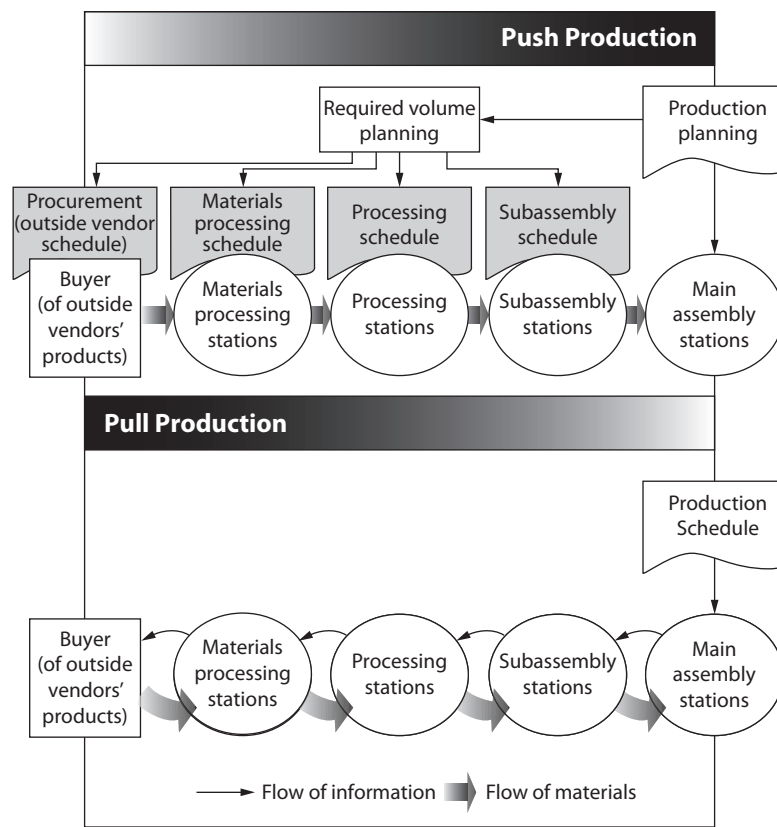 Push Production
Required volume
planning
Production
planning
Procurement
(outside vendor
schedule)
Materials
processing
schedule
Processing
schedule
Subassembly
schedule
Buyer
(of outside
vendors'
products)
Materials
processing
stations
Processing
stations
Subassembly
stations
Main
assembly
stations
Pull Production
Production
Schedule
Buyer
(of outside
vendors'
products)
Materials
processing
stations
Processing
stations
Subassembly
stations
Main
assembly
stations
Flow of information
Flow of materials